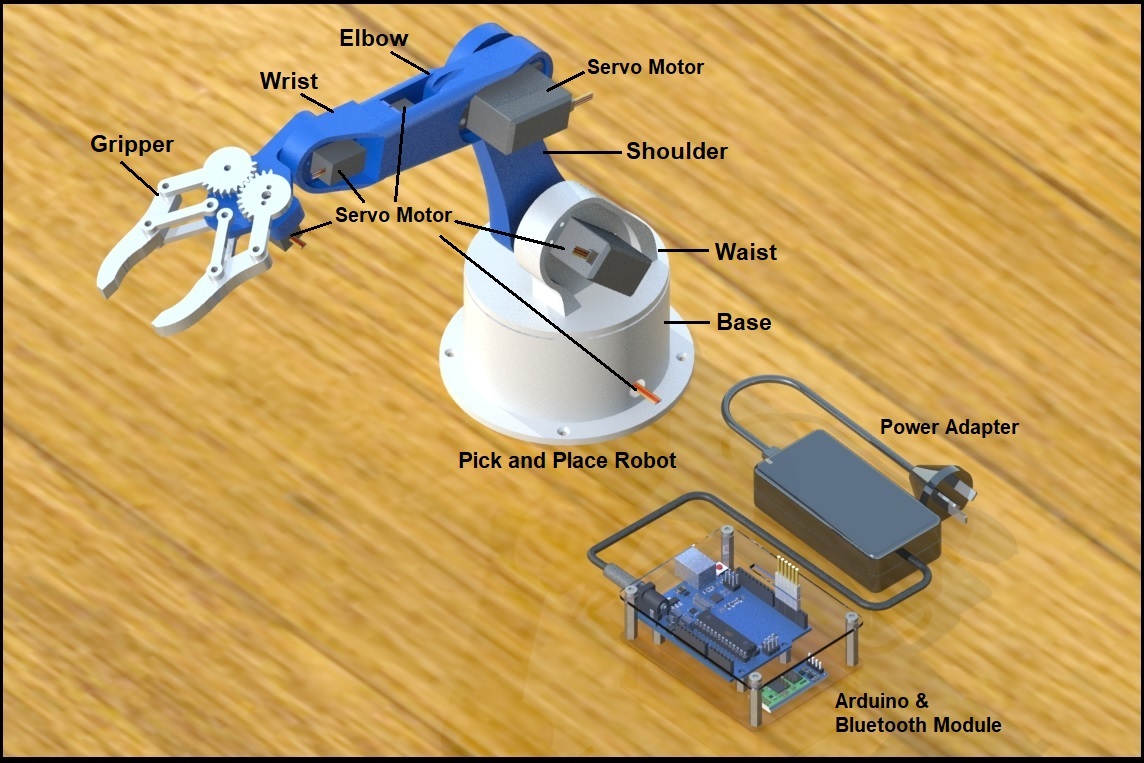 Elbow
Servo Motor
Wrist
Gripper
Shoulder
Servo Motor
Waist
Base
Power Adapter
Pick and Place Robot
Arduino &
Bluetooth Module